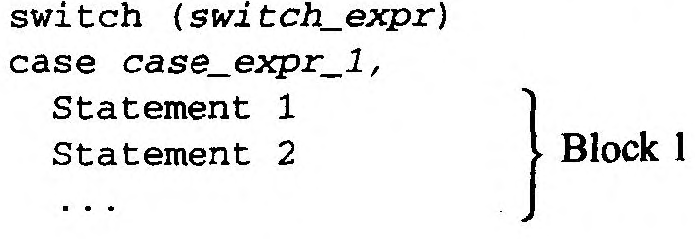 switch (switch_expr)
case case_expr_1,
Statement 1
Statement 2 Block 1
...